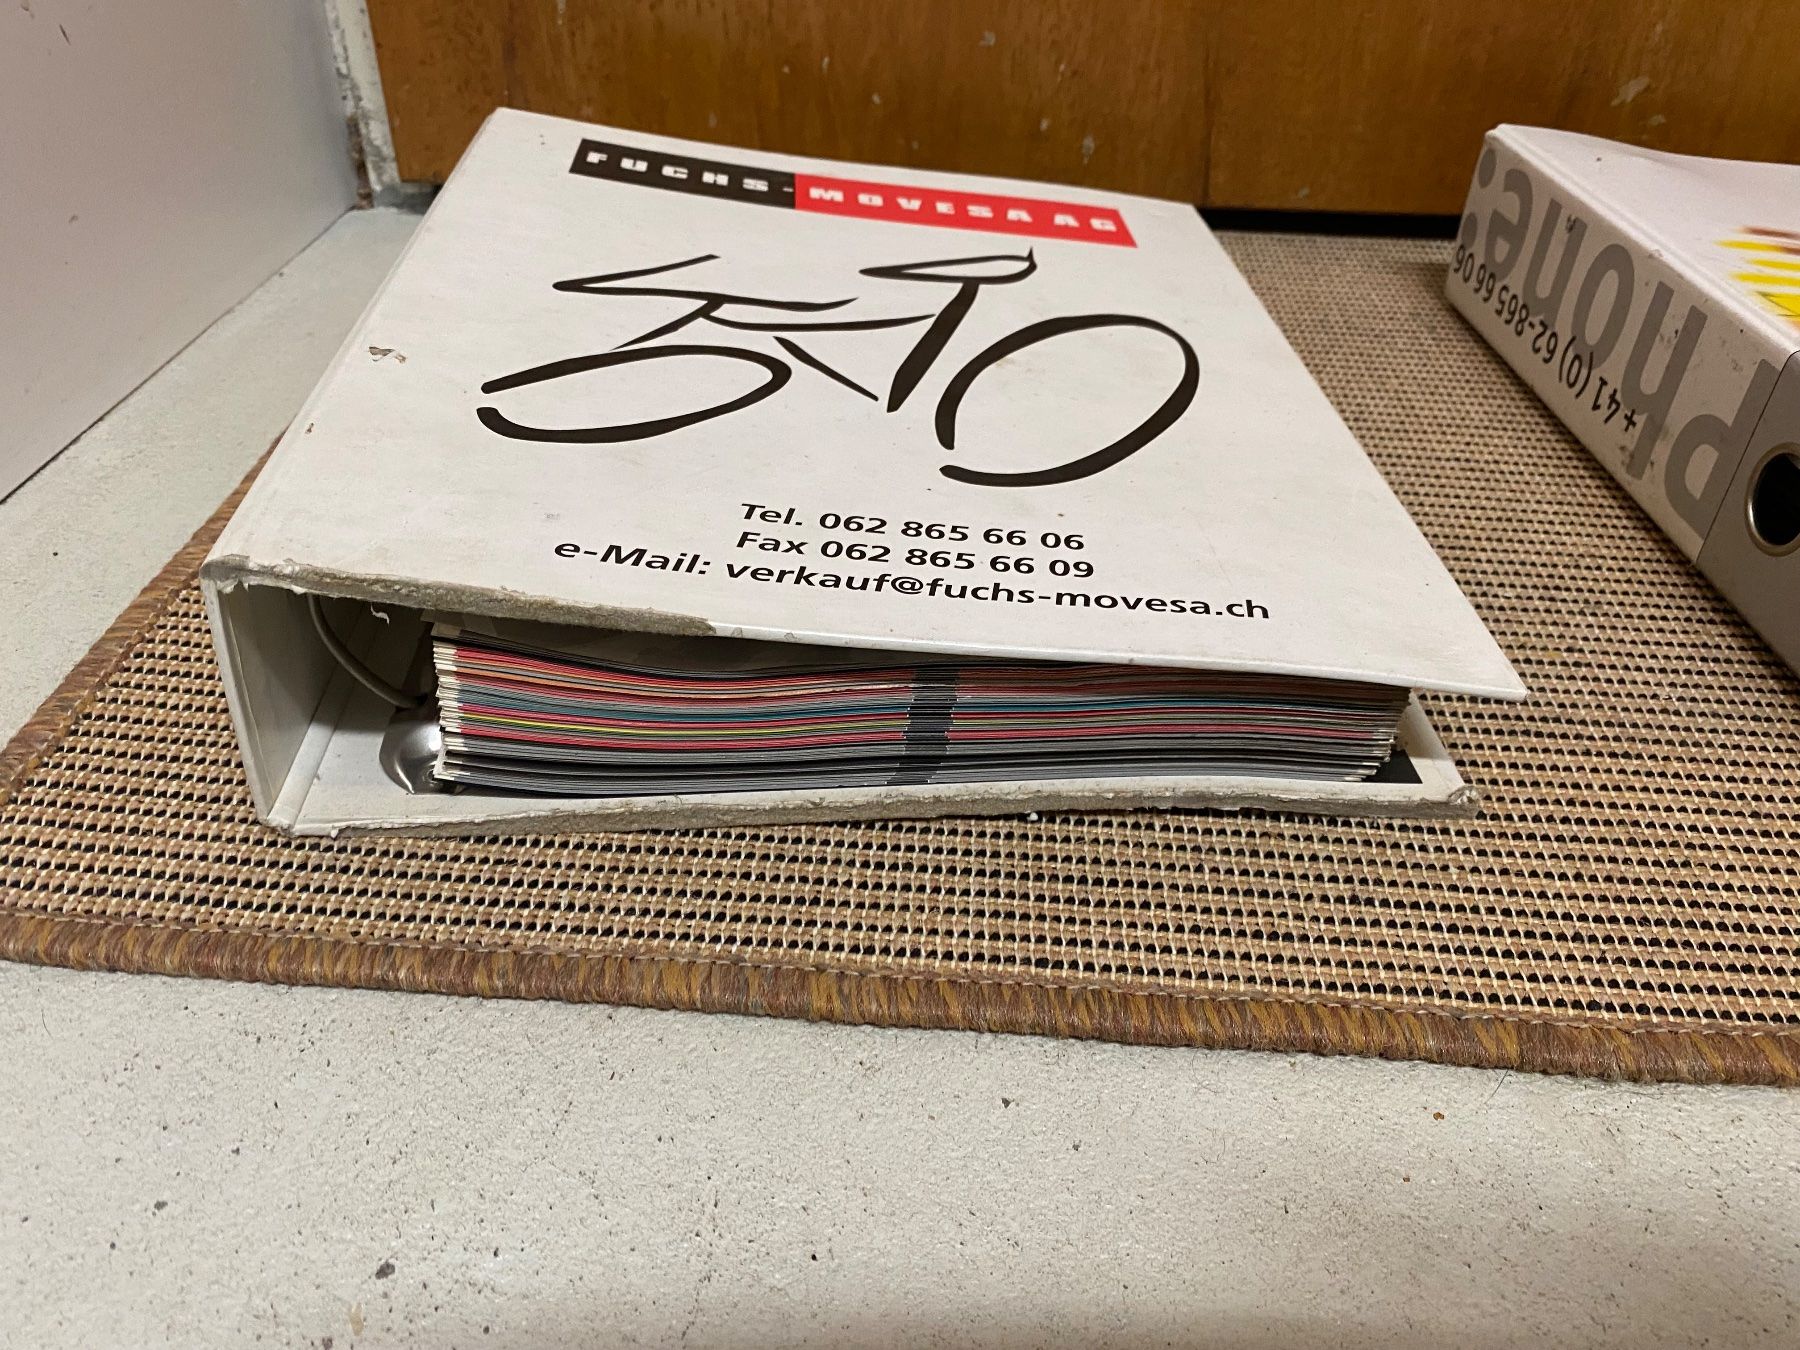 FUCHS-MOVESA AG
Tel. 062 865 66 06
Fax 062 865 66 09
e-Mail: verkauf@fuchs-movesa.ch
Phone:
+41 (0) 62-865 66 06